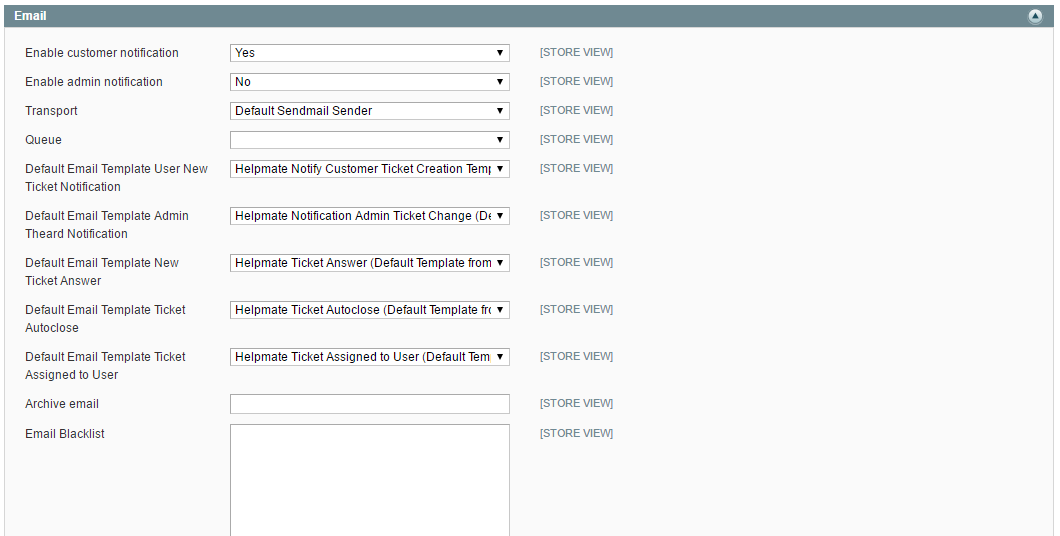 Email
Enable customer notification Yes [STORE VIEW]
Enable admin notification No [STORE VIEW]
Transport Default Sendmail Sender [STORE VIEW]
Queue [STORE VIEW]
Default Email Template User New Helpmate Notify Customer Ticket Creation Temp [STORE VIEW]
Ticket Notification
Default Email Template Admin Helpmate Notification Admin Ticket Change (De [STORE VIEW]
Theard Notification
Default Email Template New Helpmate Ticket Answer (Default Template from [STORE VIEW]
Ticket Answer
Default Email Template Ticket Helpmate Ticket Autoclose (Default Template fro [STORE VIEW]
Autoclose
Default Email Template Ticket Helpmate Ticket Assigned to User (Default Tem [STORE VIEW]
Assigned to User
Archive email [STORE VIEW]
Email Blacklist [STORE VIEW]